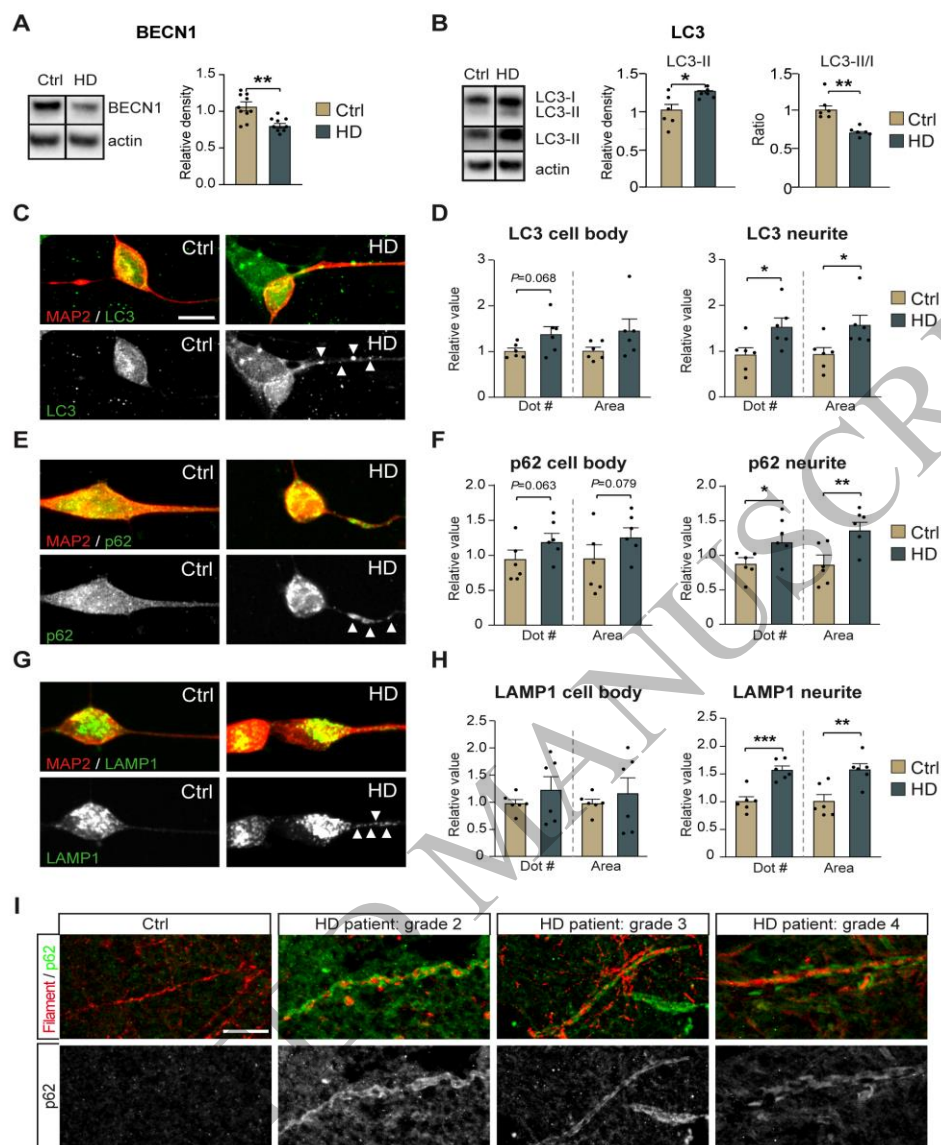 A
BECN1
Ctrl HD
BECN1
actin
Relative density
1.5
1.0
0.5
0.0
**
Ctrl
HD
B
LC3
Ctrl HD
LC3-I
LC3-II
LC3-II
actin
LC3-II
Relative density
1.5
1
0.5
1
*
LC3-II/I
Ratio
1.5
1
0.5
1
**
Ctrl
HD
C
Ctrl
HD
MAP2 / LC3
Ctrl
HD
LC3
D
LC3 cell body
Relative value
2
1
0
P=0.068
Dot # Area
LC3 neurite
Relative value
3
2
1
0
* *
Dot # Area
Ctrl
HD
E
Ctrl
HD
MAP2 / p62
Ctrl
HD
p62
F
p62 cell body
Relative value
2.0
1.5
1.0
0.5
0
P=0.063 P=0.079
Dot # Area
p62 neurite
Relative value
2.0
1.5
1.0
0.5
0
* **
Dot # Area
Ctrl
HD
G
Ctrl
HD
MAP2 / LAMP1
Ctrl
HD
LAMP1
H
LAMP1 cell body
Relative value
2.5
2.0
1.5
1.0
0.5
0
Dot # Area
LAMP1 neurite
Relative value
2.5
2.0
1.5
1.0
0.5
0
*** **
Dot # Area
Ctrl
HD
I
Ctrl
HD patient: grade 2
HD patient: grade 3
HD patient: grade 4
Filament / p62
p62
MANUSCRI